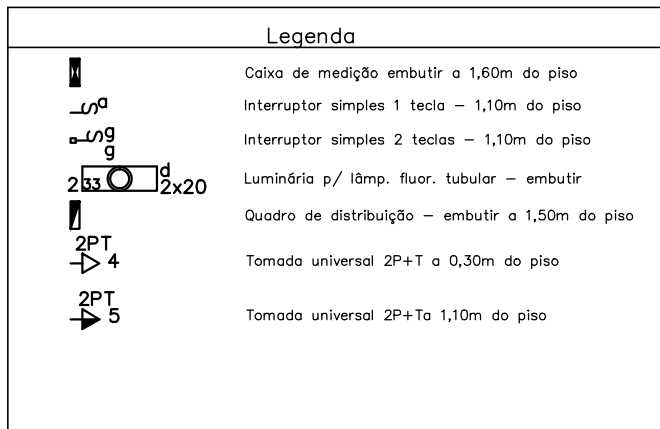 Legenda
Caixa de medição embutir a 1,60m do piso
a
Interruptor simples 1 tecla – 1,10m do piso
g
g
Interruptor simples 2 teclas – 1,10m do piso
2 33 d 2x20
Luminária p/ lâmp. fluor. tubular – embutir
Quadro de distribuição – embutir a 1,50m do piso
2PT
4
Tomada universal 2P+T a 0,30m do piso
2PT
5
Tomada universal 2P+Ta 1,10m do piso